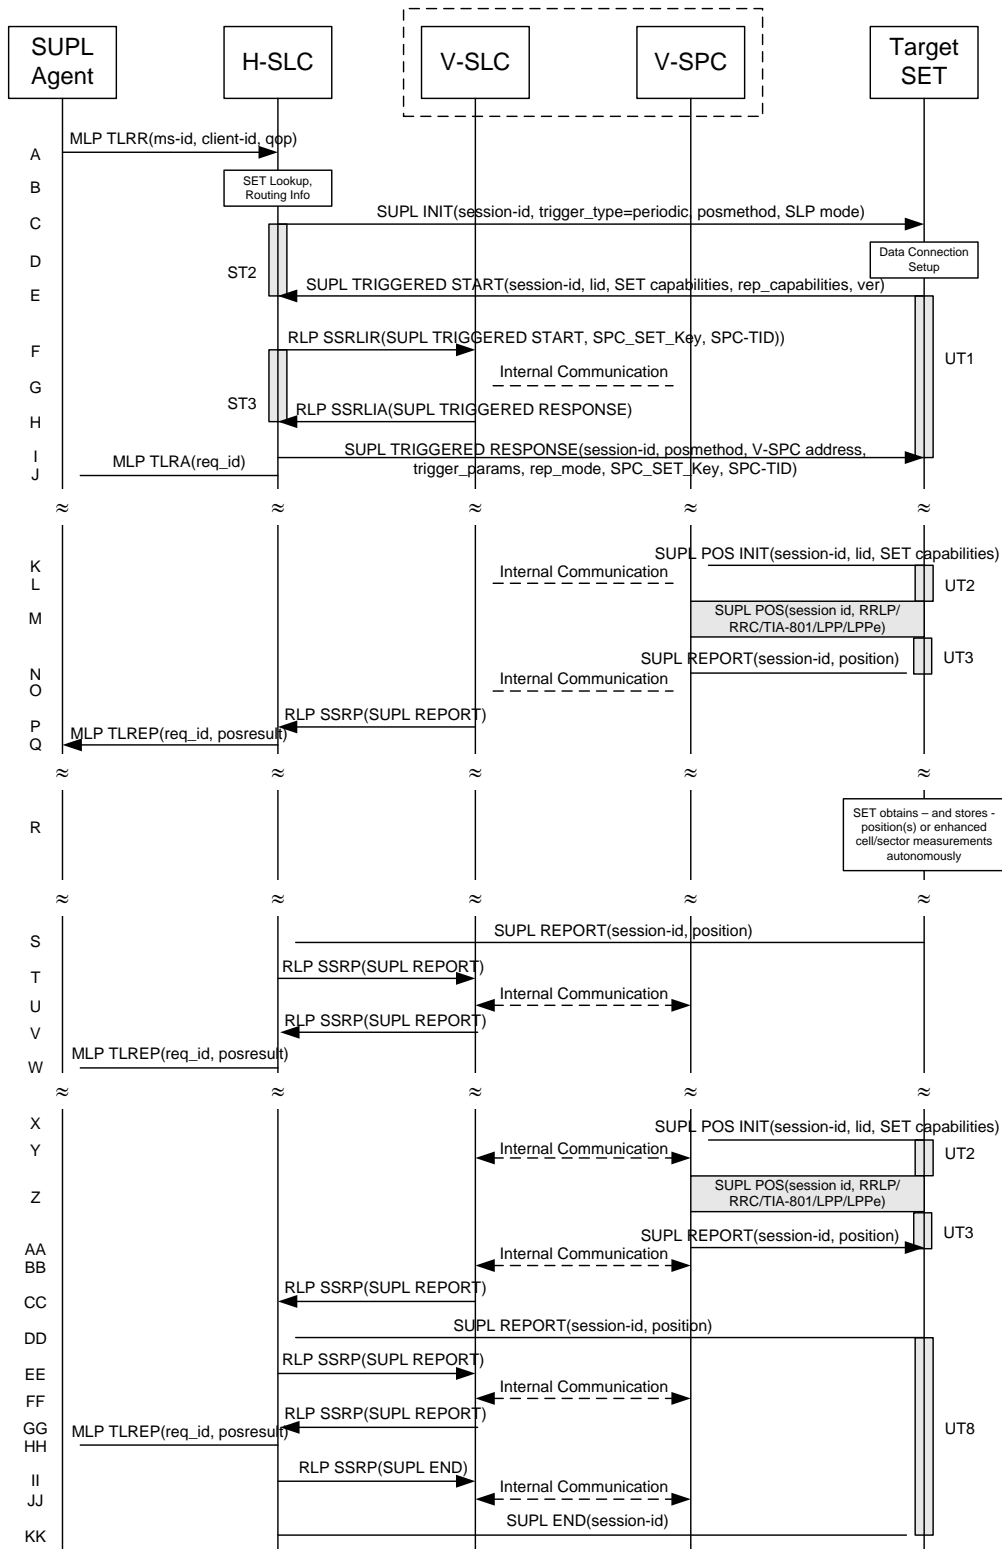 SUPL
Agent
H-SLC
V-SLC
V-SPC
Target
SET
A
MLP TLRR(ms-id, client-id, qop)
B
SET Lookup,
Routing Info
C
SUPL INIT(session-id, trigger_type=periodic, posmethod, SLP mode)
D
ST2
Data Connection
Setup
E
SUPL TRIGGERED START(session-id, lid, SET capabilities, rep_capabilities, ver)
F
RLP SSRLIR(SUPL TRIGGERED START, SPC_SET_Key, SPC-TID))
UT1
G
Internal Communication
ST3
H
RLP SSRLIA(SUPL TRIGGERED RESPONSE)
I
SUPL TRIGGERED RESPONSE(session-id, posmethod, V-SPC address,
trigger_params, rep_mode, SPC_SET_Key, SPC-TID)
J
MLP TLRA(req_id)
≈ ≈ ≈ ≈ ≈
K
SUPL POS INIT(session-id, lid, SET capabilities)
L
Internal Communication
UT2
M
SUPL POS(session id, RRLP/
RRC/TIA-801/LPP/LPPe)
N
SUPL REPORT(session-id, position)
UT3
O
Internal Communication
P
RLP SSRP(SUPL REPORT)
Q
MLP TLREP(req_id, posresult)
≈ ≈ ≈ ≈ ≈
R
SET obtains – and stores -
position(s) or enhanced
cell/sector measurements
autonomously
≈ ≈ ≈ ≈ ≈
S
SUPL REPORT(session-id, position)
T
RLP SSRP(SUPL REPORT)
U
Internal Communication
V
RLP SSRP(SUPL REPORT)
W
MLP TLREP(req_id, posresult)
≈ ≈ ≈ ≈ ≈
X
SUPL POS INIT(session-id, lid, SET capabilities)
Y
Internal Communication
UT2
Z
SUPL POS(session id, RRLP/
RRC/TIA-801/LPP/LPPe)
AA
SUPL REPORT(session-id, position)
UT3
BB
Internal Communication
CC
RLP SSRP(SUPL REPORT)
DD
SUPL REPORT(session-id, position)
EE
RLP SSRP(SUPL REPORT)
FF
Internal Communication
GG
RLP SSRP(SUPL REPORT)
UT8
HH
MLP TLREP(req_id, posresult)
II
RLP SSRP(SUPL END)
JJ
Internal Communication
KK
SUPL END(session-id)